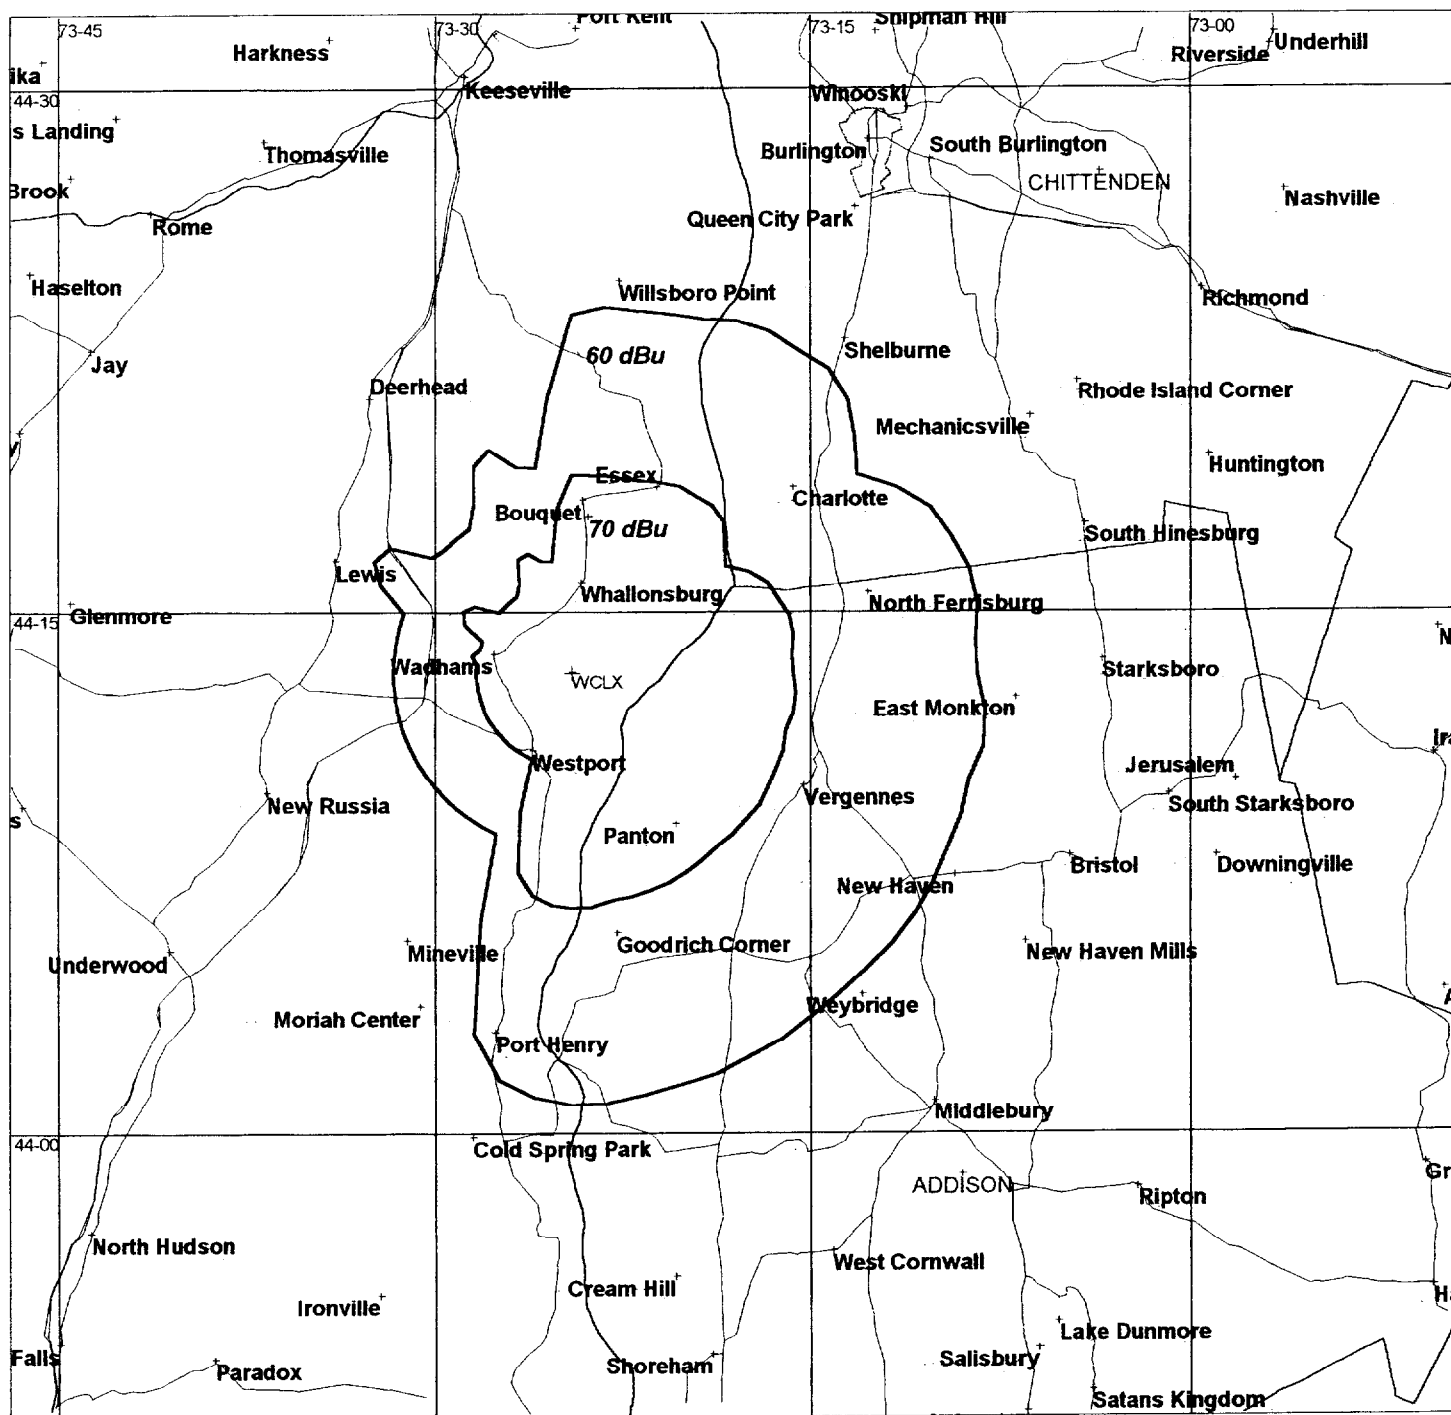 Port Kent
Shipman Hill
73-45
73-30
73-15
73-00
Underhill
Harkness
Riverside
ika
Keeseville
Winooski
44-30
s Landing
Thomasville
Burlington
South Burlington
CHITTENDEN
Brook
Rome
Queen City Park
Nashville
Haselton
Willsboro Point
Richmond
Jay
60 dBu
Shelburne
Deerhead
Rhode Island Corner
Mechanicsville
y
Essex
Huntington
Charlotte
Bouquet
70 dBu
South Hinesburg
Lewis
Whallonsburg
North Ferrisburg
44-15
Glenmore
N
Wadhams
WCLX
Starksboro
East Monkton
Ira
Westport
Jerusalem
Vergennes
South Starksboro
New Russia
s
Panton
Bristol
Downingville
New Haven
Goodrich Corner
Mineville
New Haven Mills
Underwood
A
Weybridge
Moriah Center
Port Henry
Middlebury
44-00
Cold Spring Park
Gr
ADDISON
Ripton
North Hudson
West Cornwall
Cream Hill
Ha
Ironville
Lake Dunmore
Falls
Shoreham
Salisbury
Paradox
Satans Kingdom